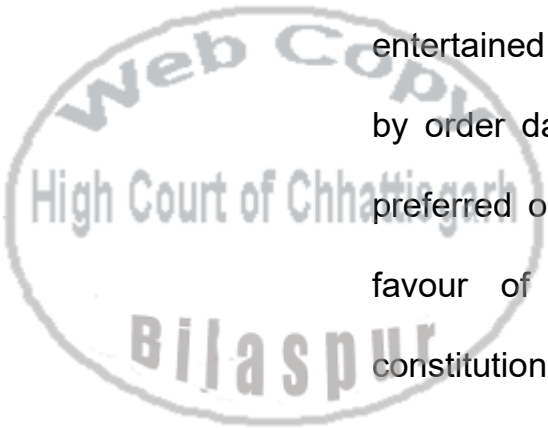 Web Copy
entertained
by order da
High Court of Chhattisgarh
preferred o
favour of
Bilaspur
constitution